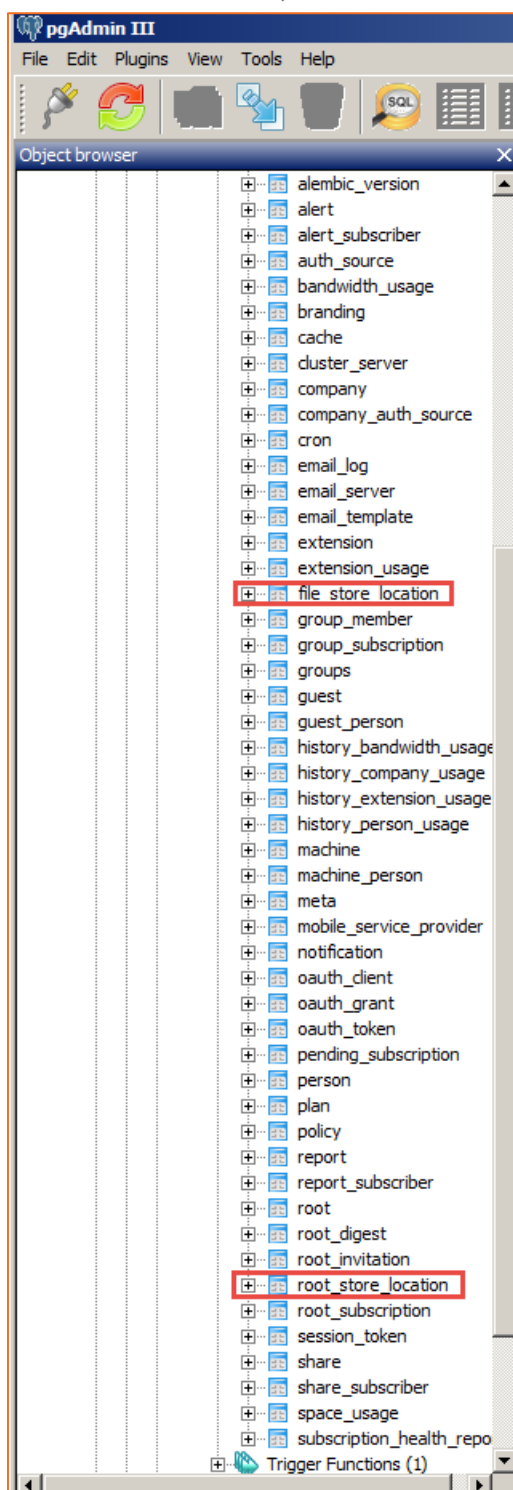 pgAdmin III
File Edit Plugins View Tools Help
SQL
Object browser
alembic_version
alert
alert_subscriber
auth_source
bandwidth_usage
branding
cache
cluster_server
company
company_auth_source
cron
email_log
email_server
email_template
extension
extension_usage
file_store_location
group_member
group_subscription
groups
guest
guest_person
history_bandwidth_usage
history_company_usage
history_extension_usage
history_person_usage
machine
machine_person
meta
mobile_service_provider
notification
oauth_client
oauth_grant
oauth_token
pending_subscription
person
plan
policy
report
report_subscriber
root
root_digest
root_invitation
root_store_location
root_subscription
session_token
share
share_subscriber
space_usage
subscription_health_repo
Trigger Functions (1)